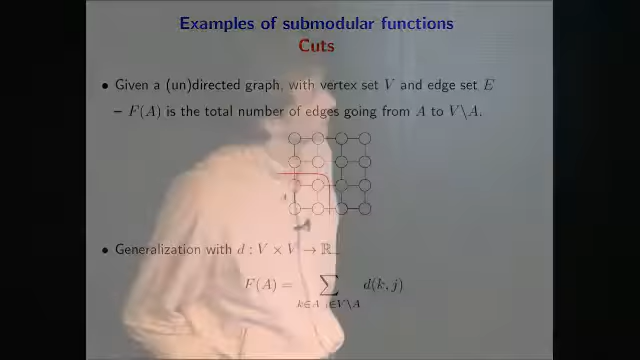 Examples of submodular functions
Cuts
• Given a (un)directed graph, with vertex set V and edge set E
– F(A) is the total number of edges going from A to V\A.
• Generalization with d : V × V → ℝ
F(A) = ∑ d(k, j)
k∈A, j∈V\A